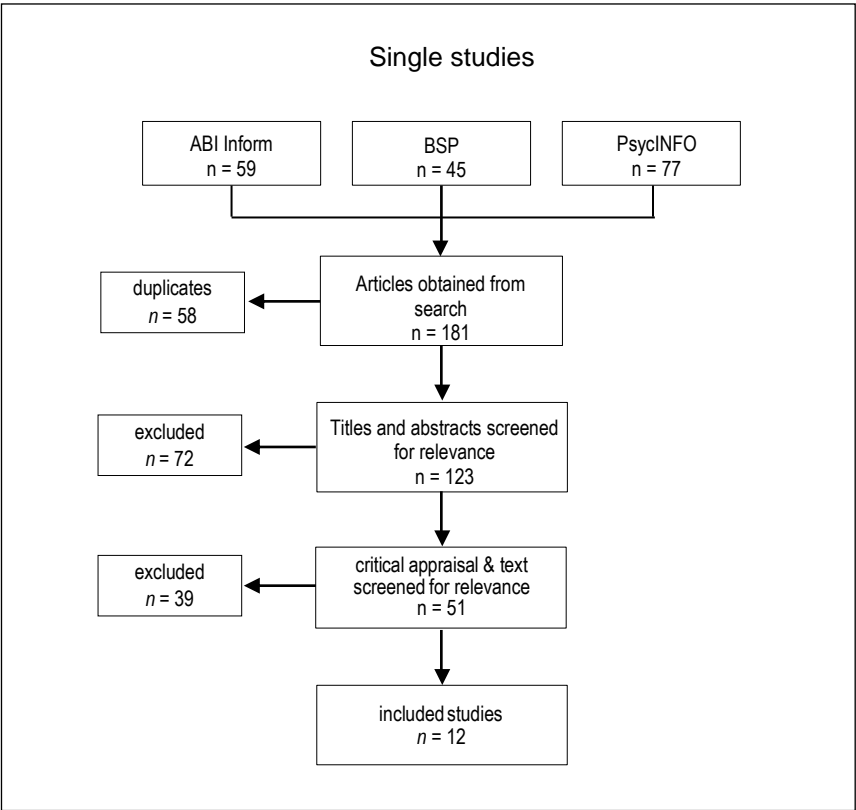 Single studies
ABI Inform
n = 59
BSP
n = 45
PsycINFO
n = 77
Articles obtained from
search
n = 181
duplicates
n = 58
Titles and abstracts screened
for relevance
n = 123
excluded
n = 72
critical appraisal & text
screened for relevance
n = 51
excluded
n = 39
included studies
n = 12